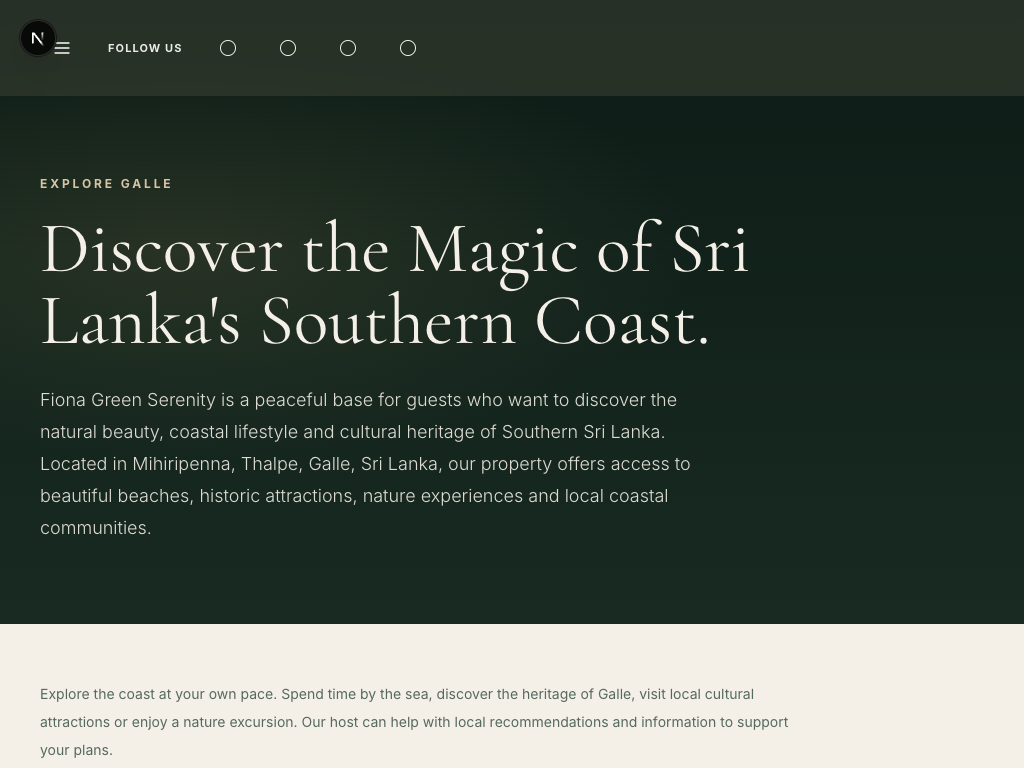 N
FOLLOW US
EXPLORE GALLE
Discover the Magic of Sri
Lanka's Southern Coast.
Fiona Green Serenity is a peaceful base for guests who want to discover the
natural beauty, coastal lifestyle and cultural heritage of Southern Sri Lanka.
Located in Mihiripenna, Thalpe, Galle, Sri Lanka, our property offers access to
beautiful beaches, historic attractions, nature experiences and local coastal
communities.
Explore the coast at your own pace. Spend time by the sea, discover the heritage of Galle, visit local cultural
attractions or enjoy a nature excursion. Our host can help with local recommendations and information to support
your plans.